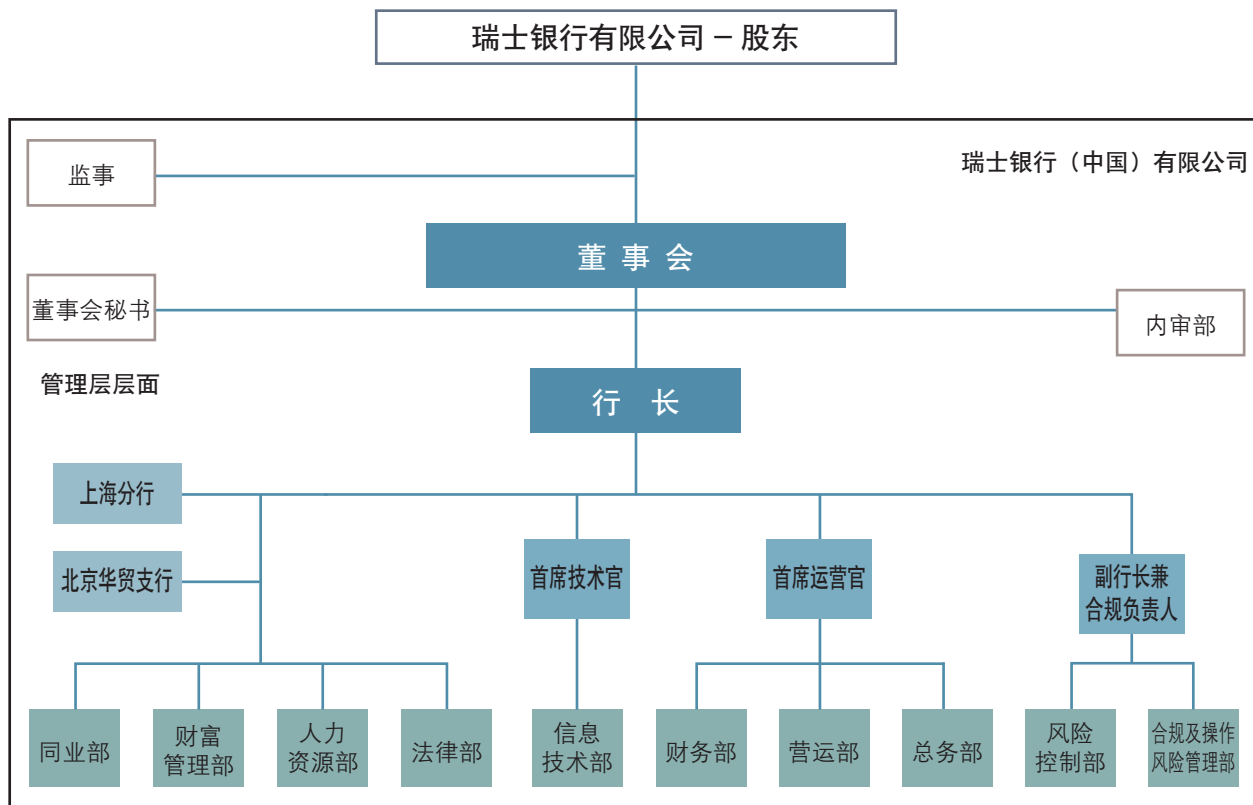 瑞士银行有限公司 – 股东
监事
瑞士银行（中国）有限公司
董事会
董事会秘书
内审部
管理层层面
行长
上海分行
北京华贸支行
首席技术官
首席运营官
副行长兼
合规负责人
同业部
财富
管理部
人力
资源部
法律部
信息
技术部
财务部
营运部
总务部
风险
控制部
合规及操作
风险管理部